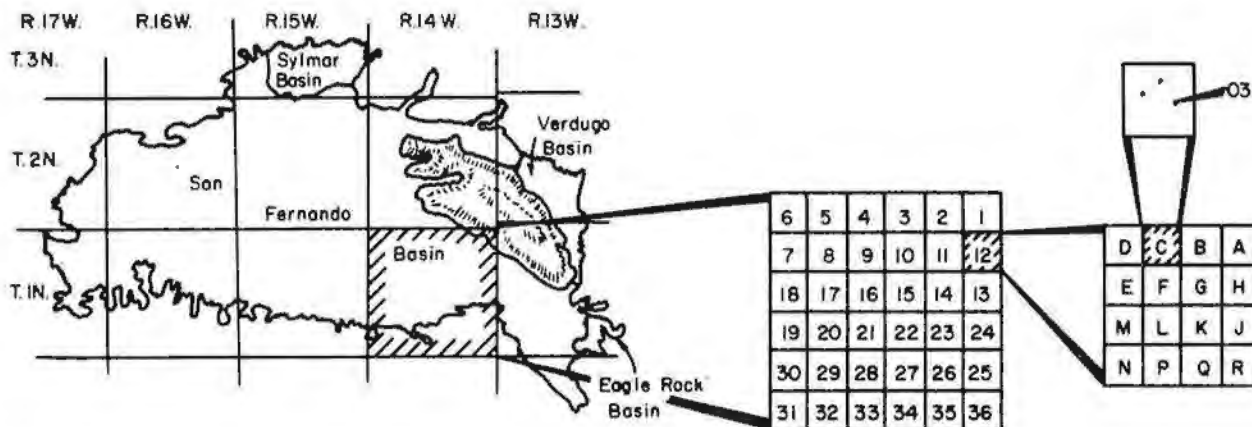 R.17W. R.16W. R.15W. R.14W. R.13W.
T.3N.
Sylmar
Basin
03
Verdugo
Basin
T.2N.
San
Fernando
Basin
T.1N.
Eagle Rock
Basin
6 5 4 3 2 1
7 8 9 10 11 12
18 17 16 15 14 13
19 20 21 22 23 24
30 29 28 27 26 25
31 32 33 34 35 36
D C B A
E F G H
M L K J
N P Q R